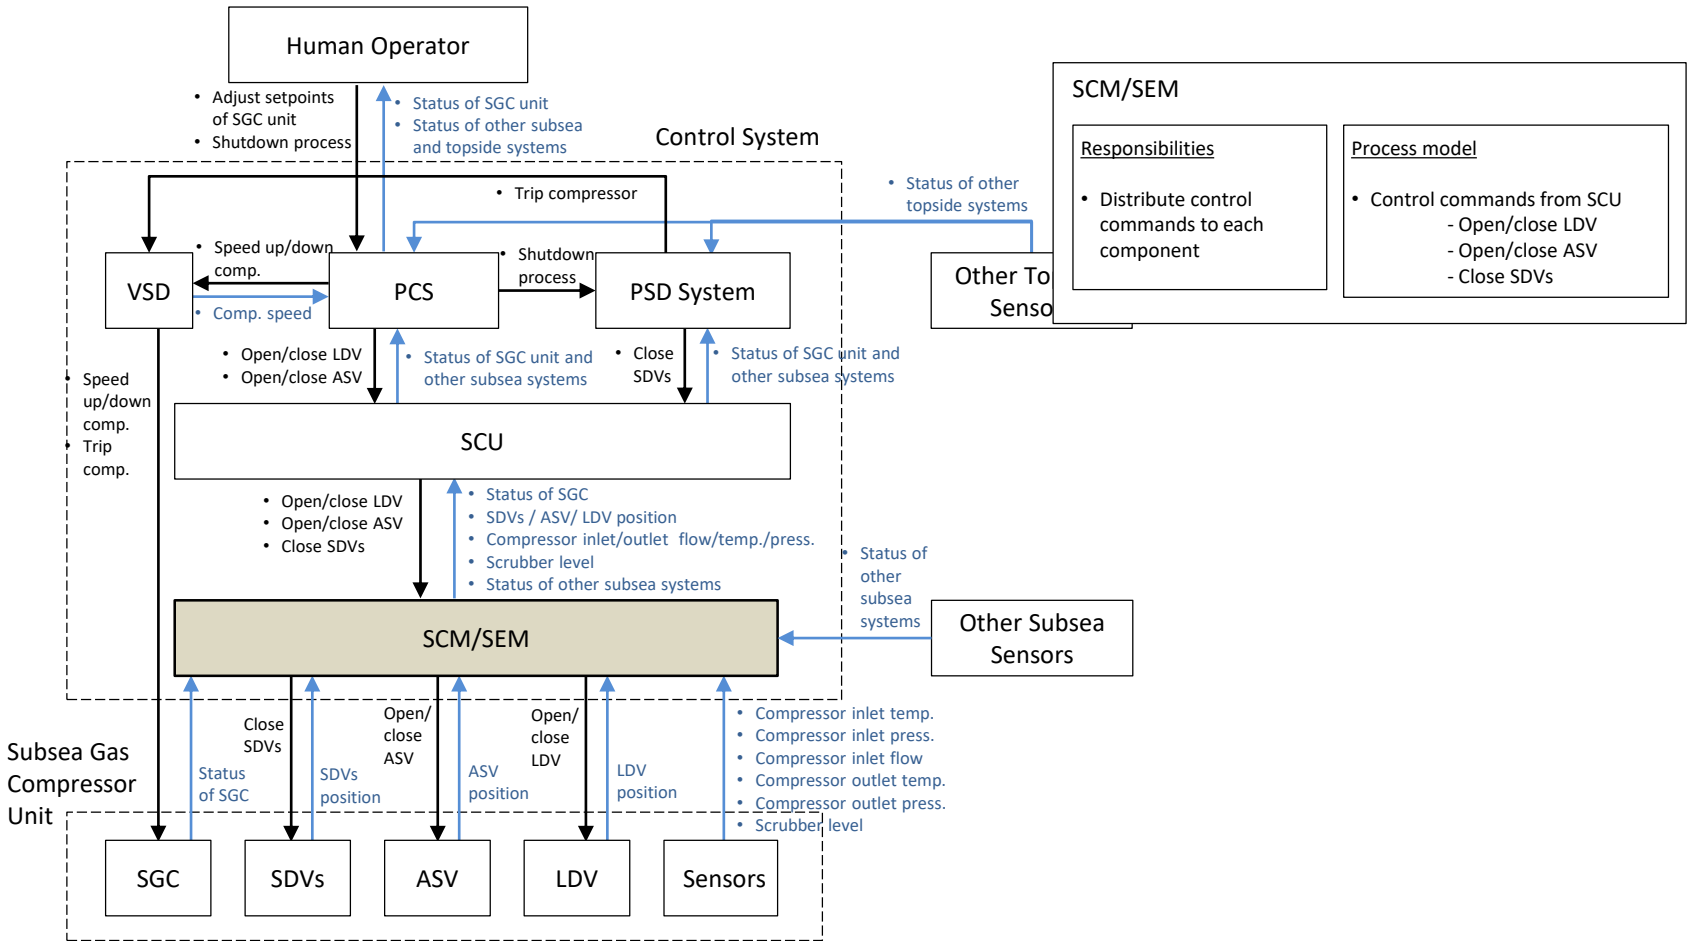 Human Operator
• Adjust setpoints
of SGC unit
• Shutdown process
• Status of SGC unit
• Status of other subsea
and topside systems
Control System
SCM/SEM
Responsibilities
• Distribute control
commands to each
component
Process model
• Control commands from SCU
- Open/close LDV
- Open/close ASV
- Close SDVs
• Trip compressor
• Status of other
topside systems
• Speed up/down
comp.
• Shutdown
process
VSD
PCS
PSD System
Other To
Senso
• Comp. speed
• Open/close LDV
• Open/close ASV
• Status of SGC unit and
other subsea systems
• Close
SDVs
• Status of SGC unit and
other subsea systems
• Speed
up/down
comp.
• Trip
comp.
SCU
• Open/close LDV
• Open/close ASV
• Close SDVs
• Status of SGC
• SDVs / ASV/ LDV position
• Compressor inlet/outlet flow/temp./press.
• Scrubber level
• Status of other subsea systems
• Status of
other
subsea
systems
SCM/SEM
Other Subsea
Sensors
Close
SDVs
Open/
close
ASV
Open/
close
LDV
• Compressor inlet temp.
• Compressor inlet press.
• Compressor inlet flow
• Compressor outlet temp.
• Compressor outlet press.
• Scrubber level
Subsea Gas
Compressor
Unit
Status
of SGC
SDVs
position
ASV
position
LDV
position
SGC
SDVs
ASV
LDV
Sensors